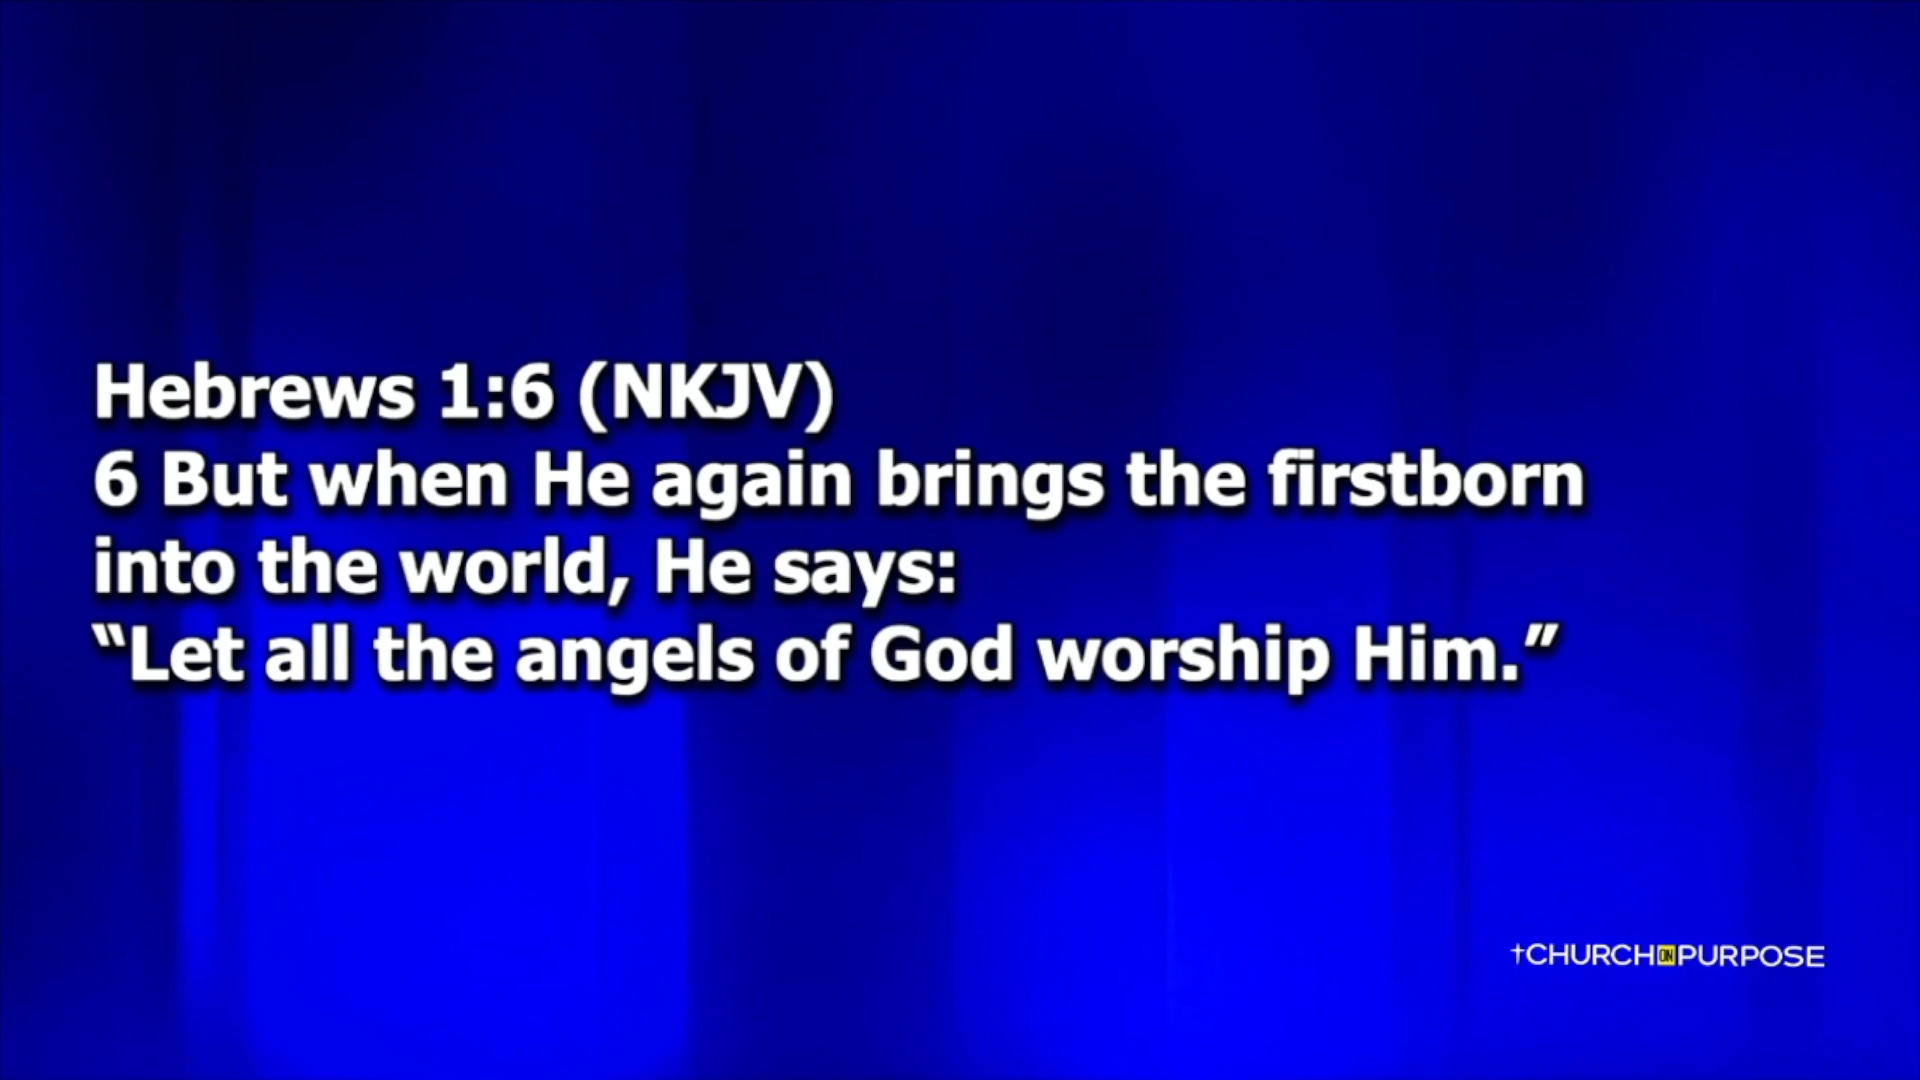 Hebrews 1:6 (NKJV)
6 But when He again brings the firstborn
into the world, He says:
“Let all the angels of God worship Him.”
†CHURCH ON PURPOSE